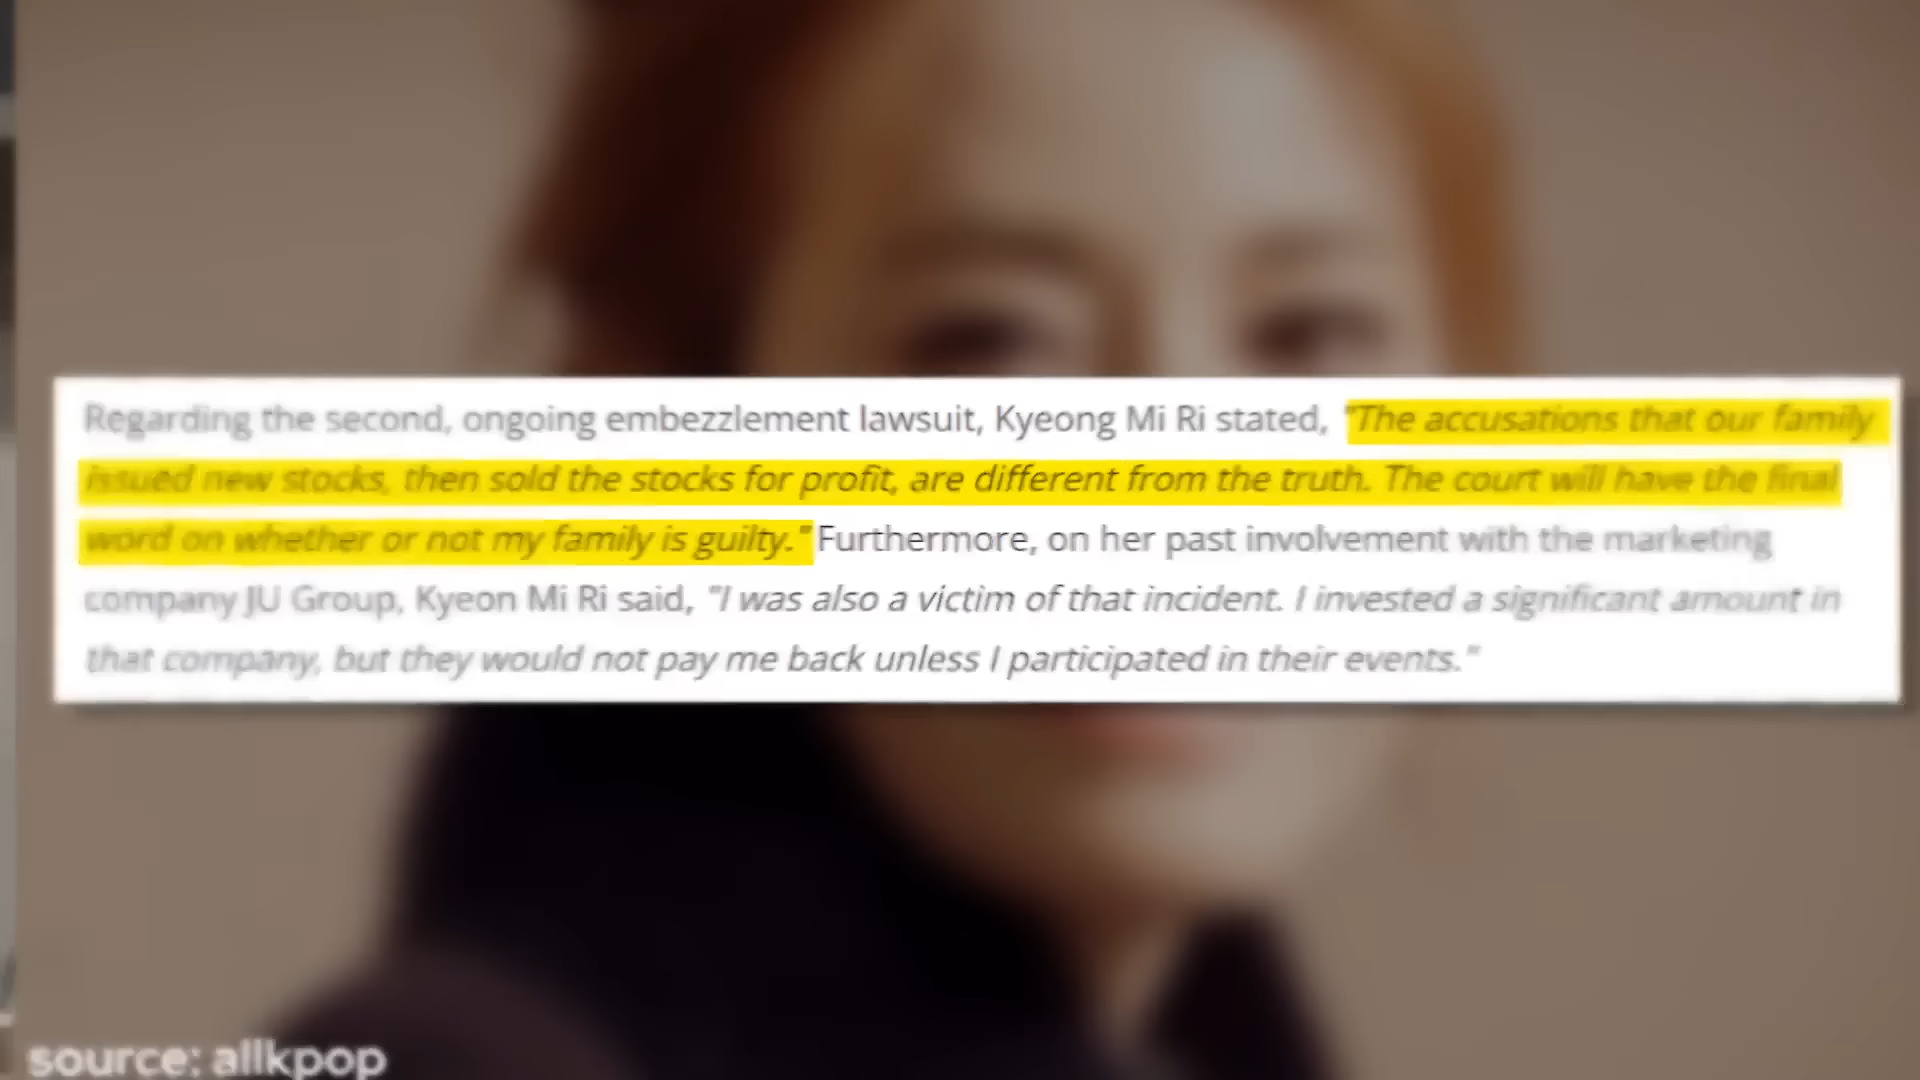 Regarding the second, ongoing embezzlement lawsuit, Kyeong Mi Ri stated, "The accusations that our family
issued new stocks, then sold the stocks for profit, are different from the truth. The court will have the final
word on whether or not my family is guilty." Furthermore, on her past involvement with the marketing
company JU Group, Kyeon Mi Ri said, "I was also a victim of that incident. I invested a significant amount in
that company, but they would not pay me back unless I participated in their events."
source: allkpop